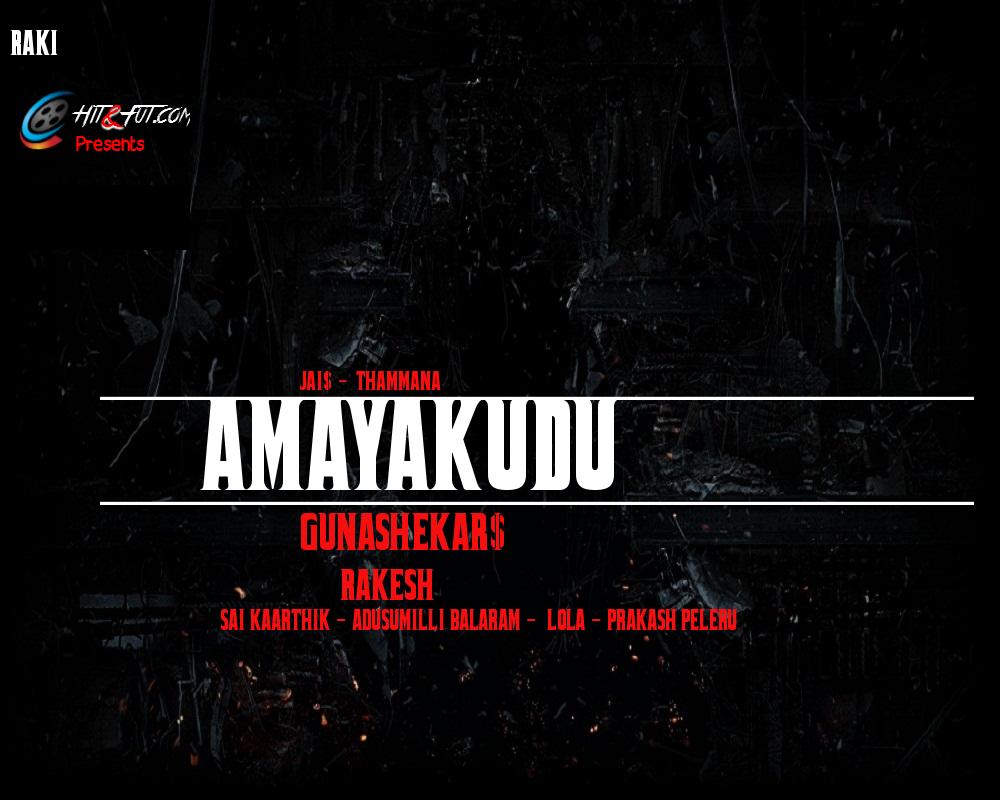 RAKI
HIT&FUT.COM
Presents
JAI$ - THAMMANA
AMAYAKUDU
GUNASHEKAR$
RAKESH
SAI KAARTHIK - ADUSUMILLI BALARAM - LOLA - PRAKASH PELERU